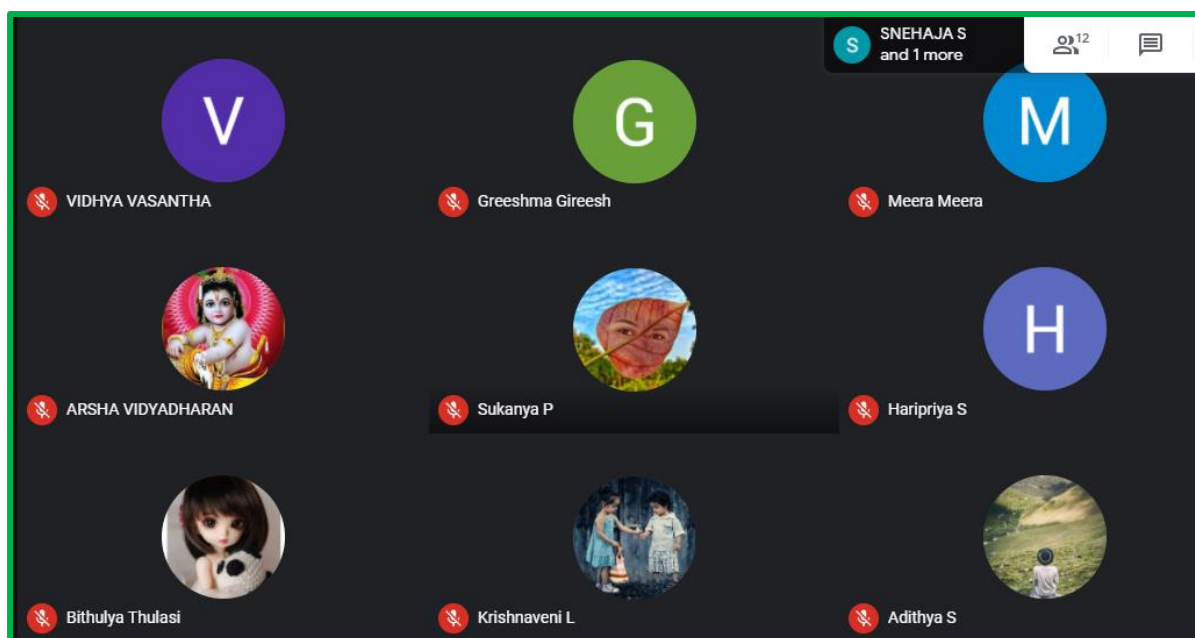 S
SNEHAJA S
and 1 more
12
V
G
M
VIDHYA VASANTHA
Greeshma Gireesh
Meera Meera
H
ARSHA VIDYADHARAN
Sukanya P
Haripriya S
Bithulya Thulasi
Krishnaveni L
Adithya S